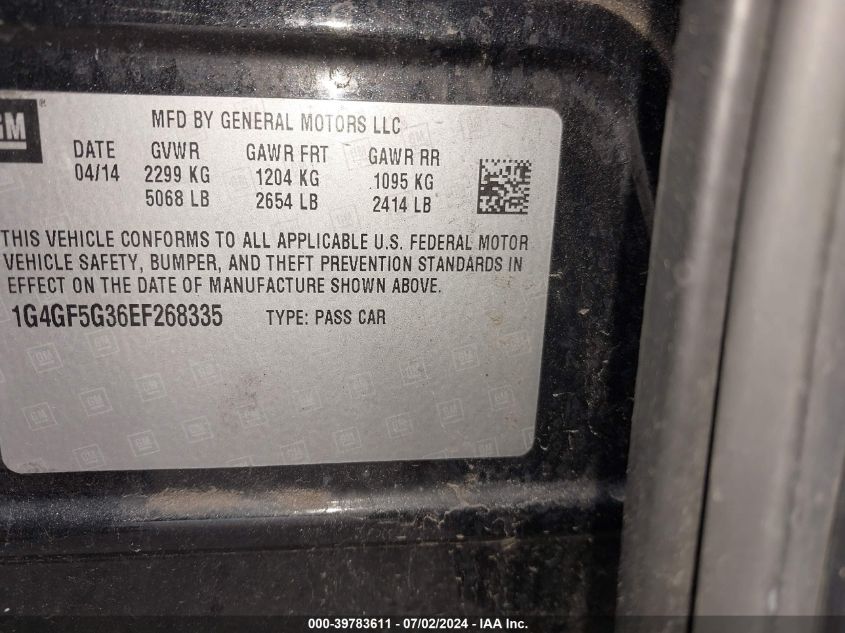 GM ®
MFD BY GENERAL MOTORS LLC
DATE GVWR GAWR FRT GAWR RR
04/14 2299 KG 1204 KG 1095 KG
5068 LB 2654 LB 2414 LB
THIS VEHICLE CONFORMS TO ALL APPLICABLE U.S. FEDERAL MOTOR
VEHICLE SAFETY, BUMPER, AND THEFT PREVENTION STANDARDS IN
EFFECT ON THE DATE OF MANUFACTURE SHOWN ABOVE.
1G4GF5G36EF268335 TYPE: PASS CAR
000-39783611 - 07/02/2024 - IAA Inc.